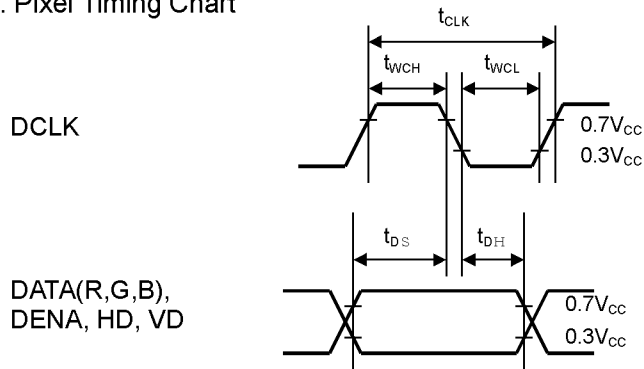 . Pixel Timing Chart
tCLK
tWCH
tWCL
DCLK
0.7VCC
0.3VCC
tDS
tDH
DATA(R,G,B),
DENA, HD, VD
0.7VCC
0.3VCC